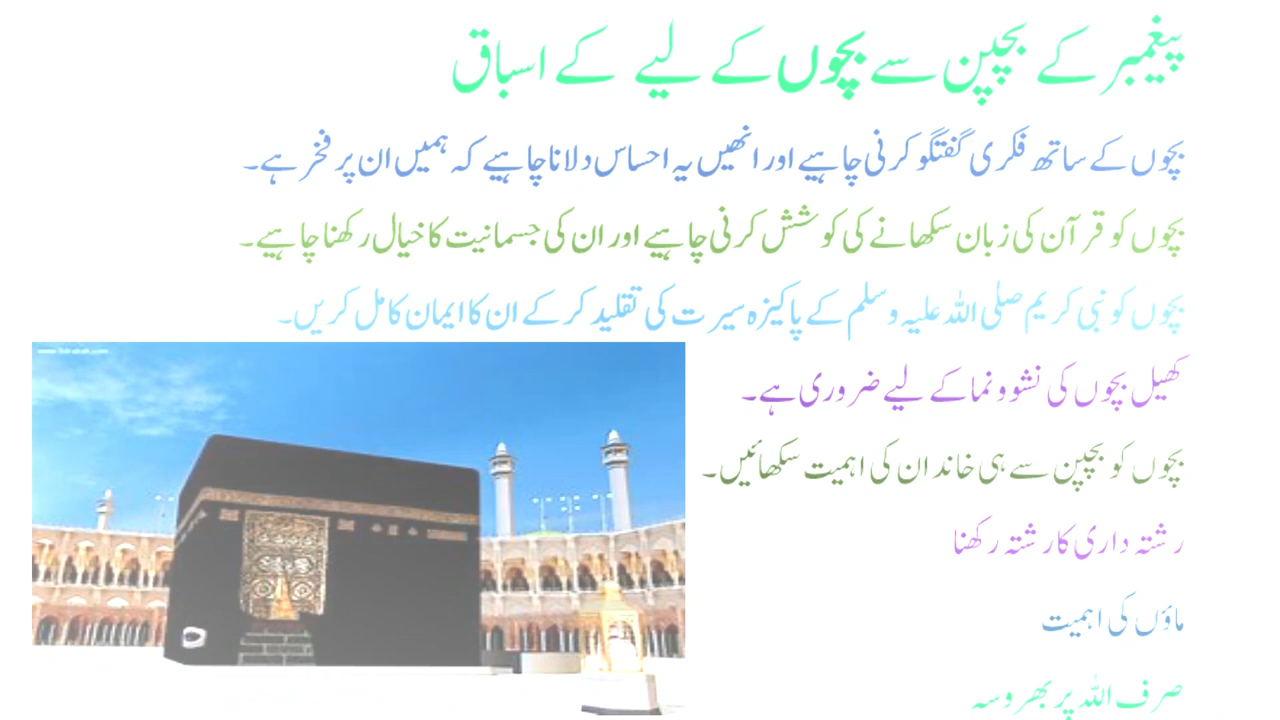 پیغمبر کے بچپن سے بچوں کے لیے کے اسباق
بچوں کے ساتھ فکری گفتگو کرنی چاہیے اور انھیں یہ احساس دلانا چاہیے کہ ہمیں ان پر فخر ہے۔
بچوں کو قرآن کی زبان سکھانے کی کوشش کرنی چاہیے اور ان کی جسمانیت کا خیال رکھنا چاہیے۔
بچوں کو نبی کریم صلی اللہ علیہ وسلم کے پاکیزہ سیرت کی تقلید کر کے ان کا ایمان کامل کریں۔
کھیل بچوں کی نشوونما کے لیے ضروری ہے۔
بچوں کو بچپن سے ہی خاندان کی اہمیت سکھائیں۔
رشتہ داری کا رشتہ رکھنا
ماؤں کی اہمیت
صرف اللہ پر بھروسہ